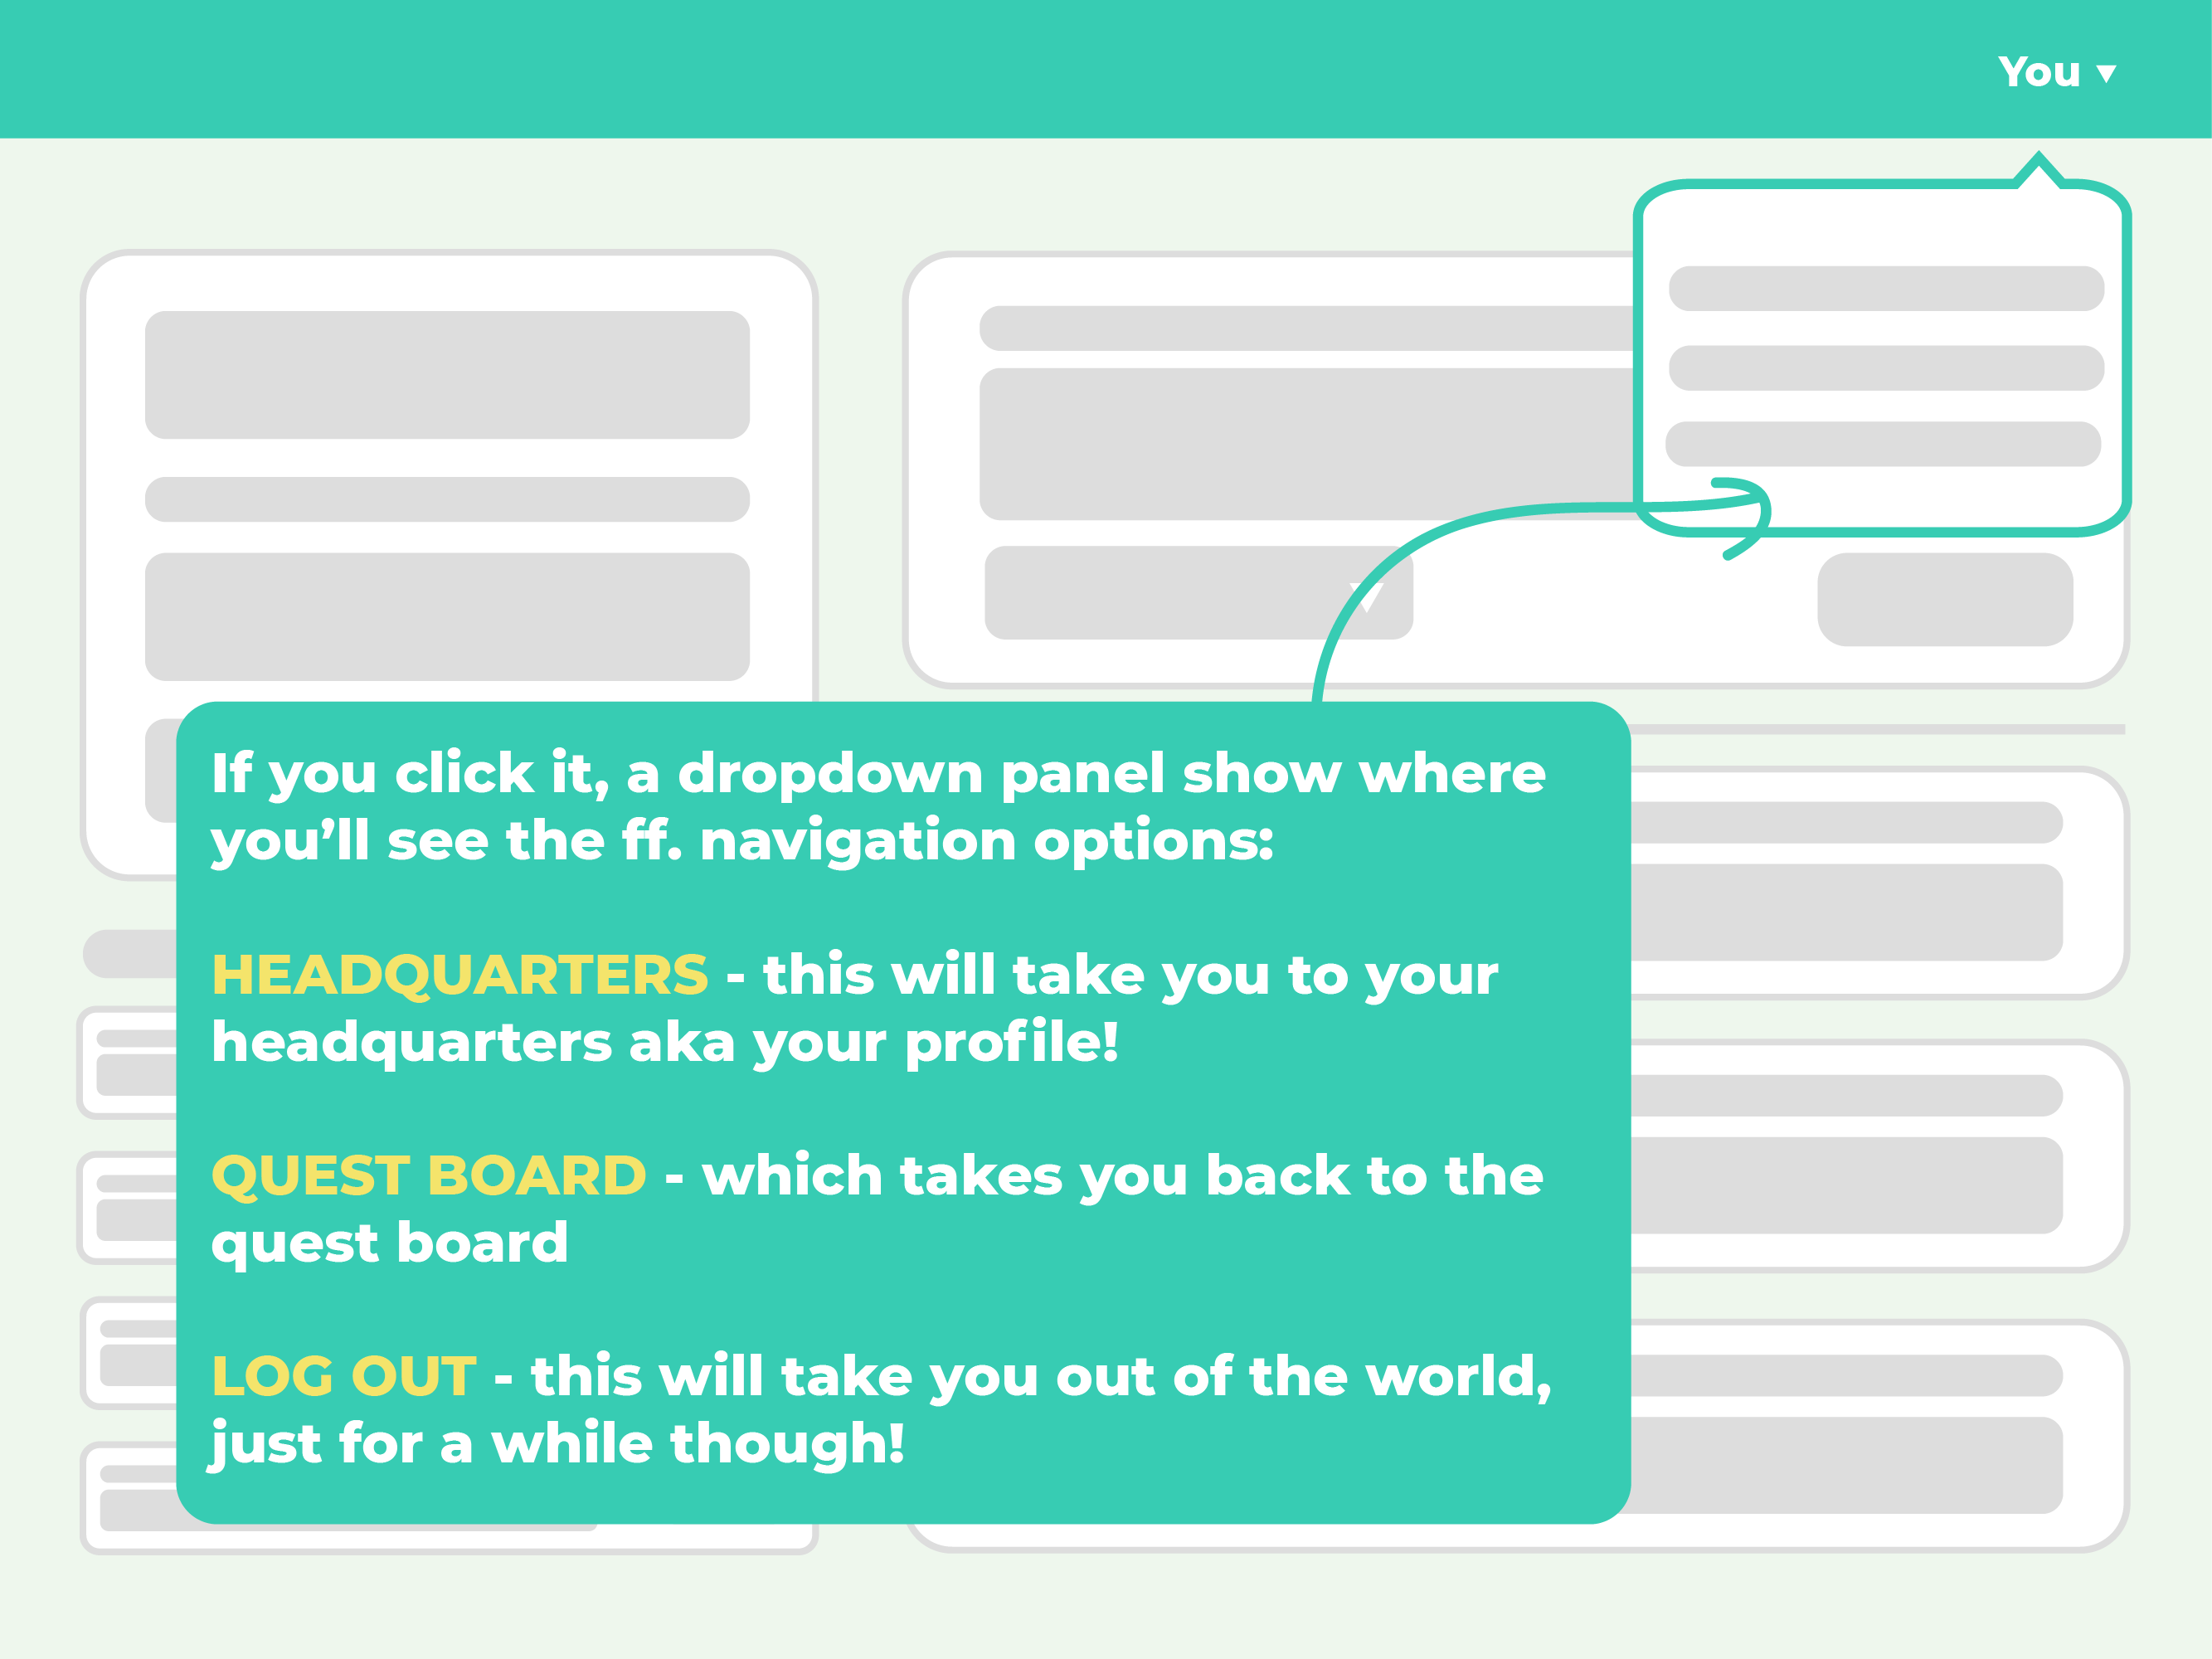 You
If you click it, a dropdown panel show where
you’ll see the ff. navigation options:
HEADQUARTERS - this will take you to your
headquarters aka your profile!
QUEST BOARD - which takes you back to the
quest board
LOG OUT - this will take you out of the world,
just for a while though!